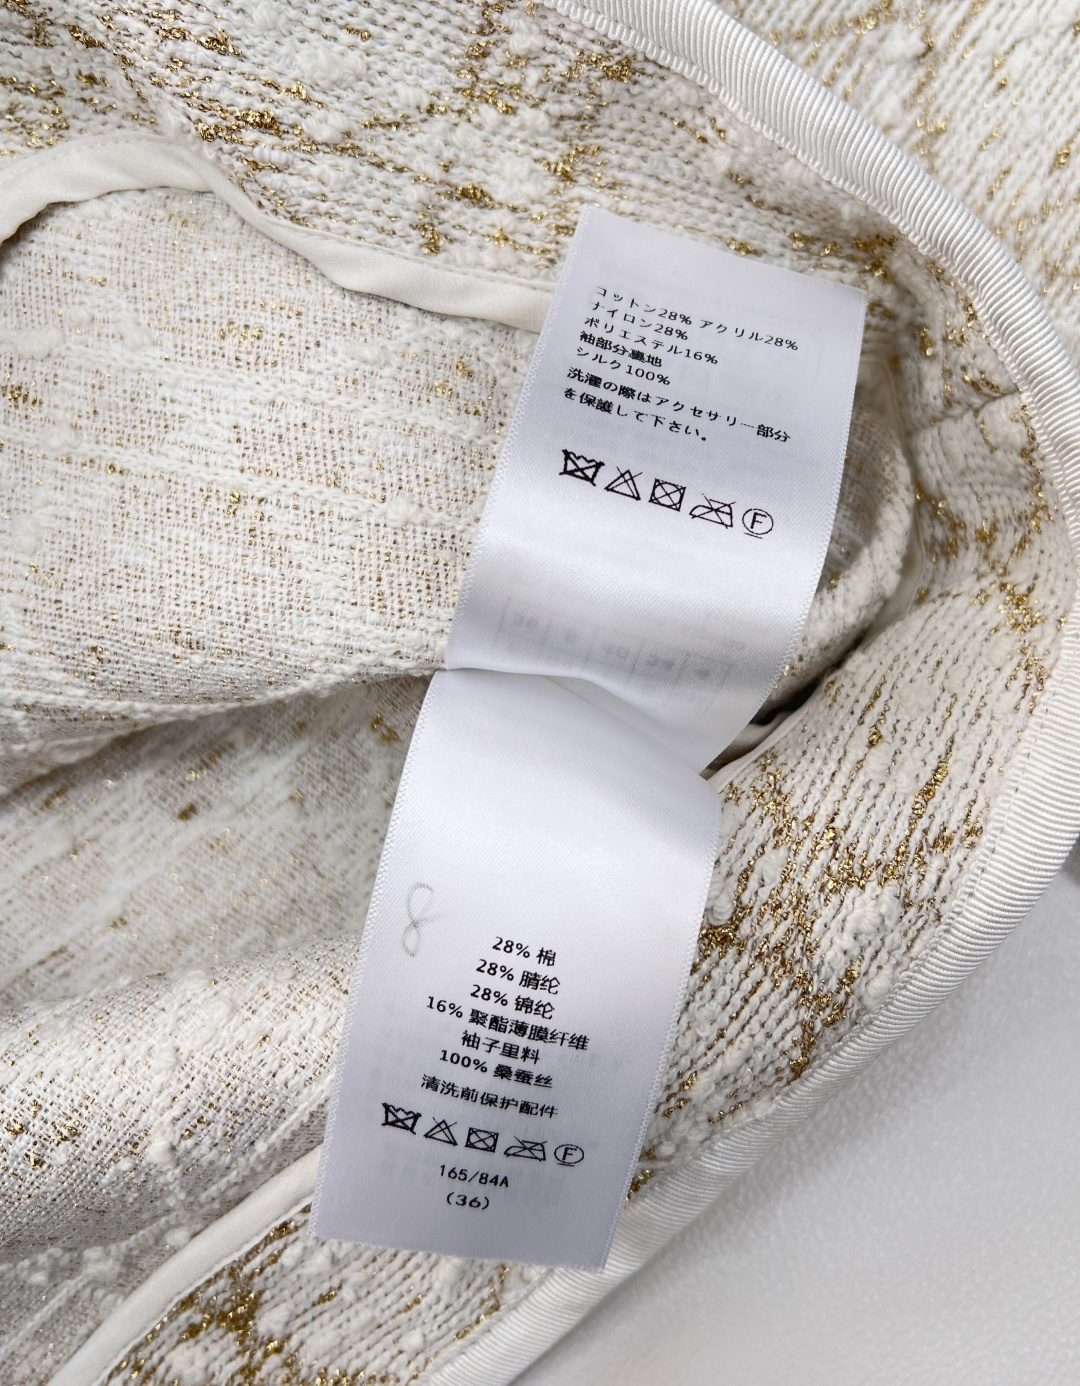 コットン28% アクリル28%
ナイロン28%
ポリエステル16%
袖部分裏地
シルク100%
洗濯の際はアクセサリー部分
を保護して下さい。
F
8
28% 棉
28% 腈纶
28% 锦纶
16% 聚酯薄膜纤维
袖子里料
100% 桑蚕丝
清洗前保护配件
F
165/84A
(36)